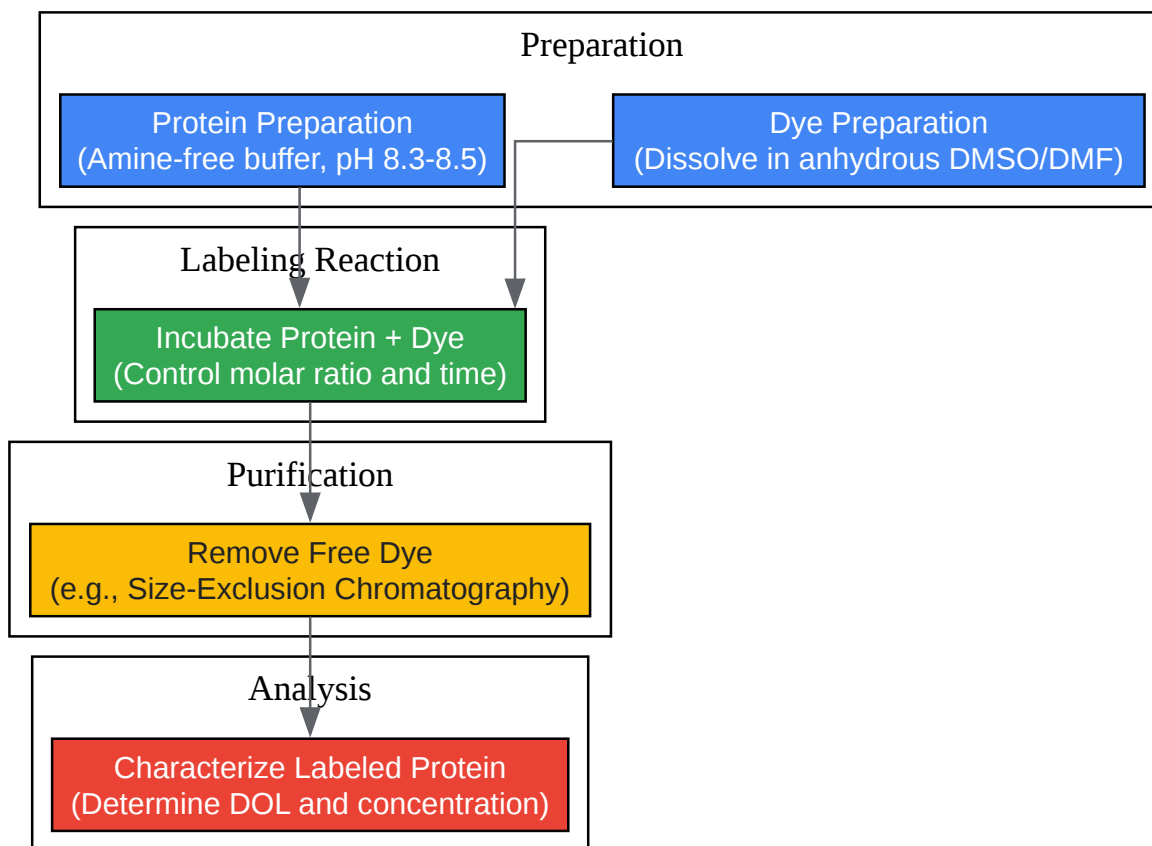 Preparation
Protein Preparation
(Amine-free buffer, pH 8.3-8.5)
Dye Preparation
(Dissolve in anhydrous DMSO/DMF)
Labeling Reaction
Incubate Protein + Dye
(Control molar ratio and time)
Purification
Remove Free Dye
(e.g., Size-Exclusion Chromatography)
Analysis
Characterize Labeled Protein
(Determine DOL and concentration)